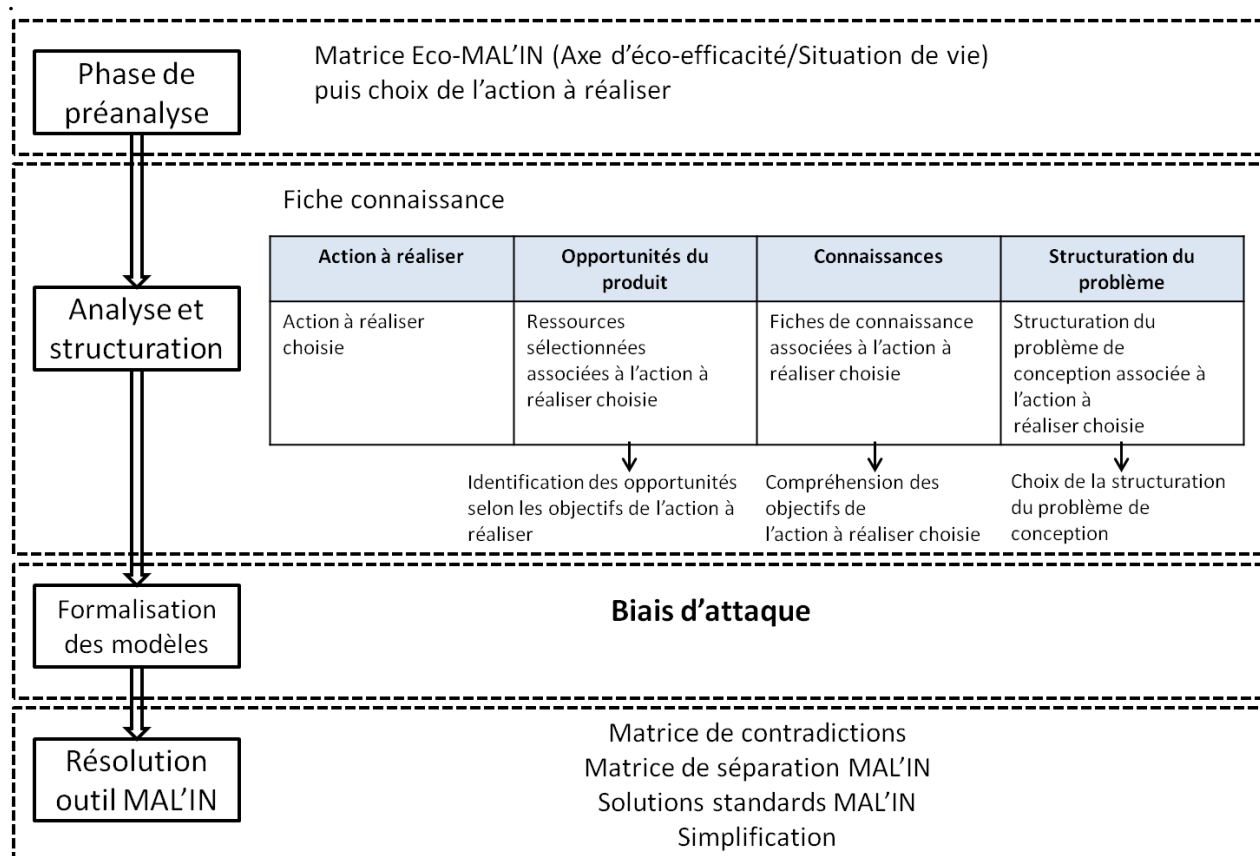 Phase de
préanalyse
Matrice Eco-MAL’IN (Axe d’éco-efficacité/Situation de vie)
puis choix de l’action à réaliser
Analyse et
structuration
Fiche connaissance
Action à réaliser
Opportunités du
produit
Connaissances
Structuration du
problème
Action à réaliser
choisie
Ressources
sélectionnées
associées à l’action à
réaliser choisie
Fiches de connaissance
associées à l’action à
réaliser choisie
Structuration du
problème de
conception associée à
l’action à
réaliser choisie
Identification des opportunités
selon les objectifs de l’action à
réaliser
Compréhension des
objectifs de
l’action à réaliser choisie
Choix de la structuration
du problème de
conception
Formalisation
des modèles
Biais d’attaque
Résolution
outil MAL’IN
Matrice de contradictions
Matrice de séparation MAL’IN
Solutions standards MAL’IN
Simplification